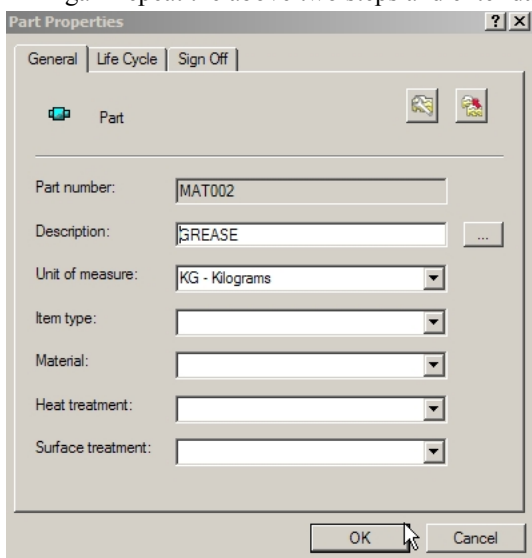 Part Properties
? ×
General Life Cycle Sign Off
Part
Part number: MAT002
Description: GREASE ...
Unit of measure: KG - Kilograms
Item type:
Material:
Heat treatment:
Surface treatment:
OK Cancel